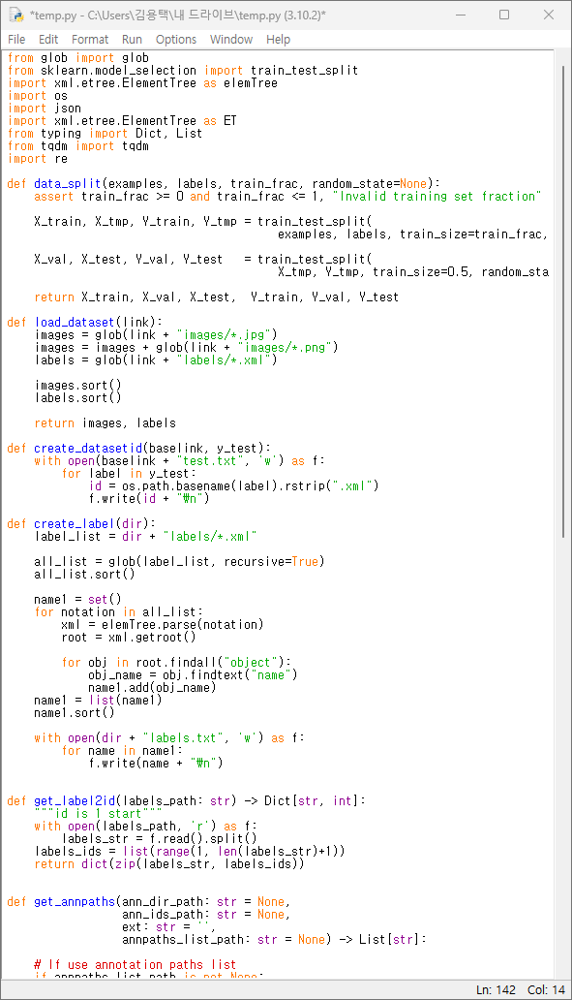 *temp.py - C:\Users\김용택\내 드라이브\temp.py (3.10.2)*
File Edit Format Run Options Window Help
from glob import glob
from sklearn.model_selection import train_test_split
import xml.etree.ElementTree as elemTree
import os
import json
import xml.etree.ElementTree as ET
from typing import Dict, List
from tqdm import tqdm
import re
def data_split(examples, labels, train_frac, random_state=None):
    assert train_frac >= 0 and train_frac <= 1, "Invalid training set fraction"
    X_train, X_tmp, Y_train, Y_tmp = train_test_split(
                                        examples, labels, train_size=train_frac,
    X_val, X_test, Y_val, Y_test   = train_test_split(
                                        X_tmp, Y_tmp, train_size=0.5, random_sta
    return X_train, X_val, X_test,  Y_train, Y_val, Y_test
def load_dataset(link):
    images = glob(link + "images/*.jpg")
    images = images + glob(link + "images/*.png")
    labels = glob(link + "labels/*.xml")
    images.sort()
    labels.sort()
    return images, labels
def create_datasetid(baselink, y_test):
    with open(baselink + "test.txt", 'w') as f:
        for label in y_test:
            id = os.path.basename(label).rstrip(".xml")
            f.write(id + "₩n")
def create_label(dir):
    label_list = dir + "labels/*.xml"
    all_list = glob(label_list, recursive=True)
    all_list.sort()
    name1 = set()
    for notation in all_list:
        xml = elemTree.parse(notation)
        root = xml.getroot()
        for obj in root.findall("object"):
            obj_name = obj.findtext("name")
            name1.add(obj_name)
    name1 = list(name1)
    name1.sort()
    with open(dir + "labels.txt", 'w') as f:
        for name in name1:
            f.write(name + "₩n")
def get_label2id(labels_path: str) -> Dict[str, int]:
    """id is 1 start"""
    with open(labels_path, 'r') as f:
        labels_str = f.read().split()
    labels_ids = list(range(1, len(labels_str)+1))
    return dict(zip(labels_str, labels_ids))
def get_annpaths(ann_dir_path: str = None,
                 ann_ids_path: str = None,
                 ext: str = '',
                 annpaths_list_path: str = None) -> List[str]:
    # If use annotation paths list
    if annpaths_list_path is not None:
Ln: 142 Col: 14